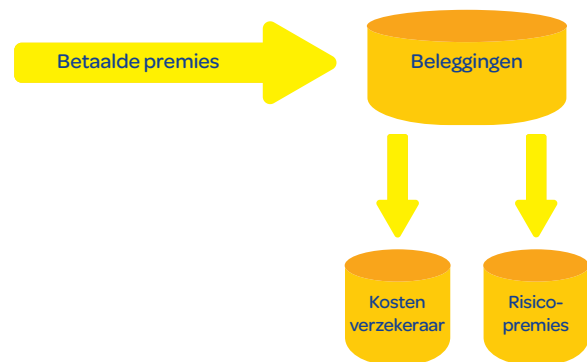 Betaalde premies
Beleggingen
Kosten
verzekeraar
Risico-
premies